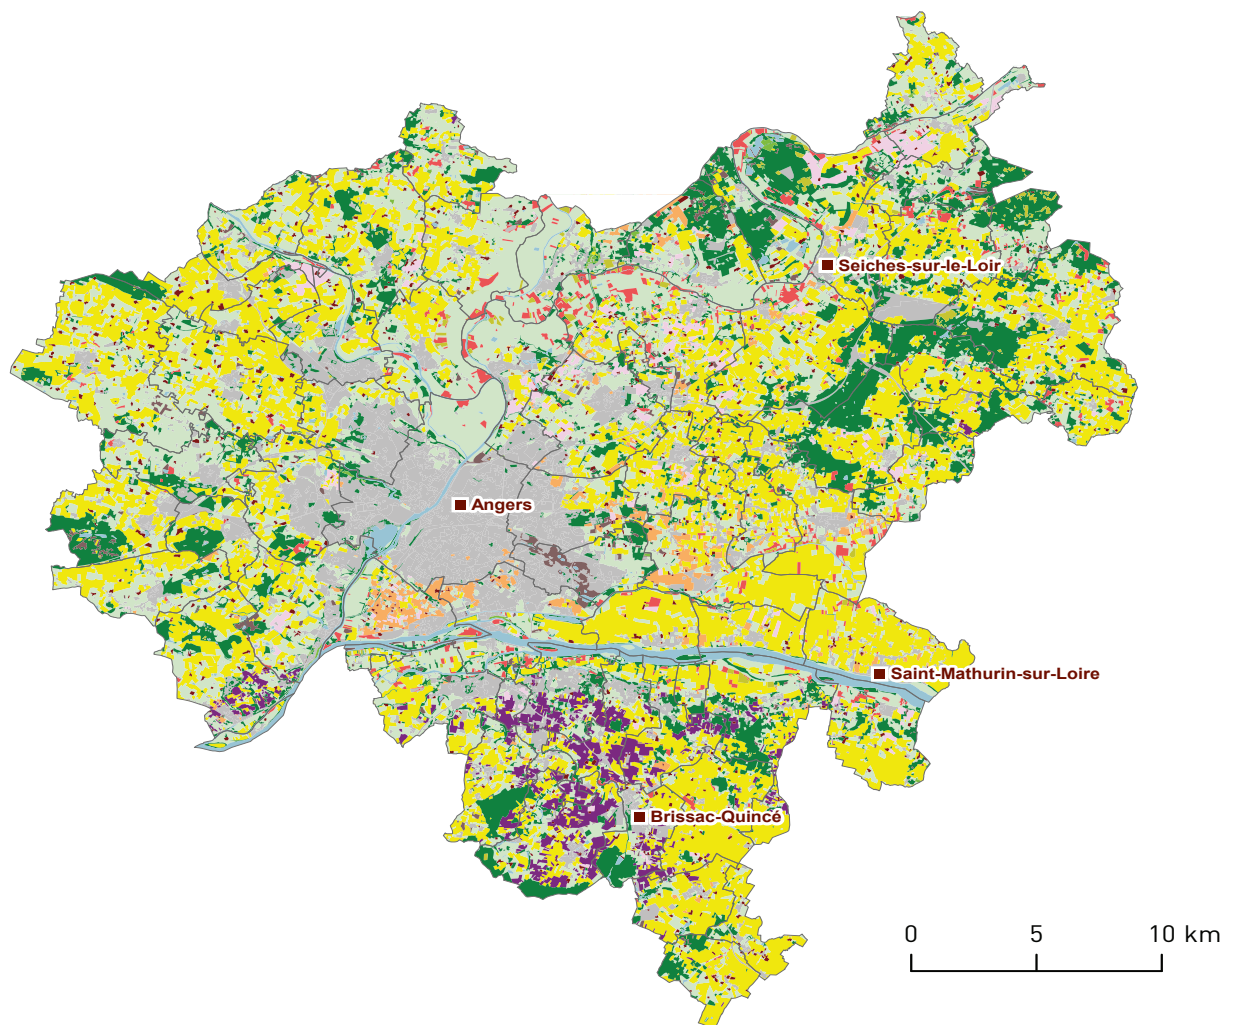 Seiches-sur-le-Loir
Angers
Saint-Mathurin-sur-Loire
Brissac-Quincé
0 5 10 km